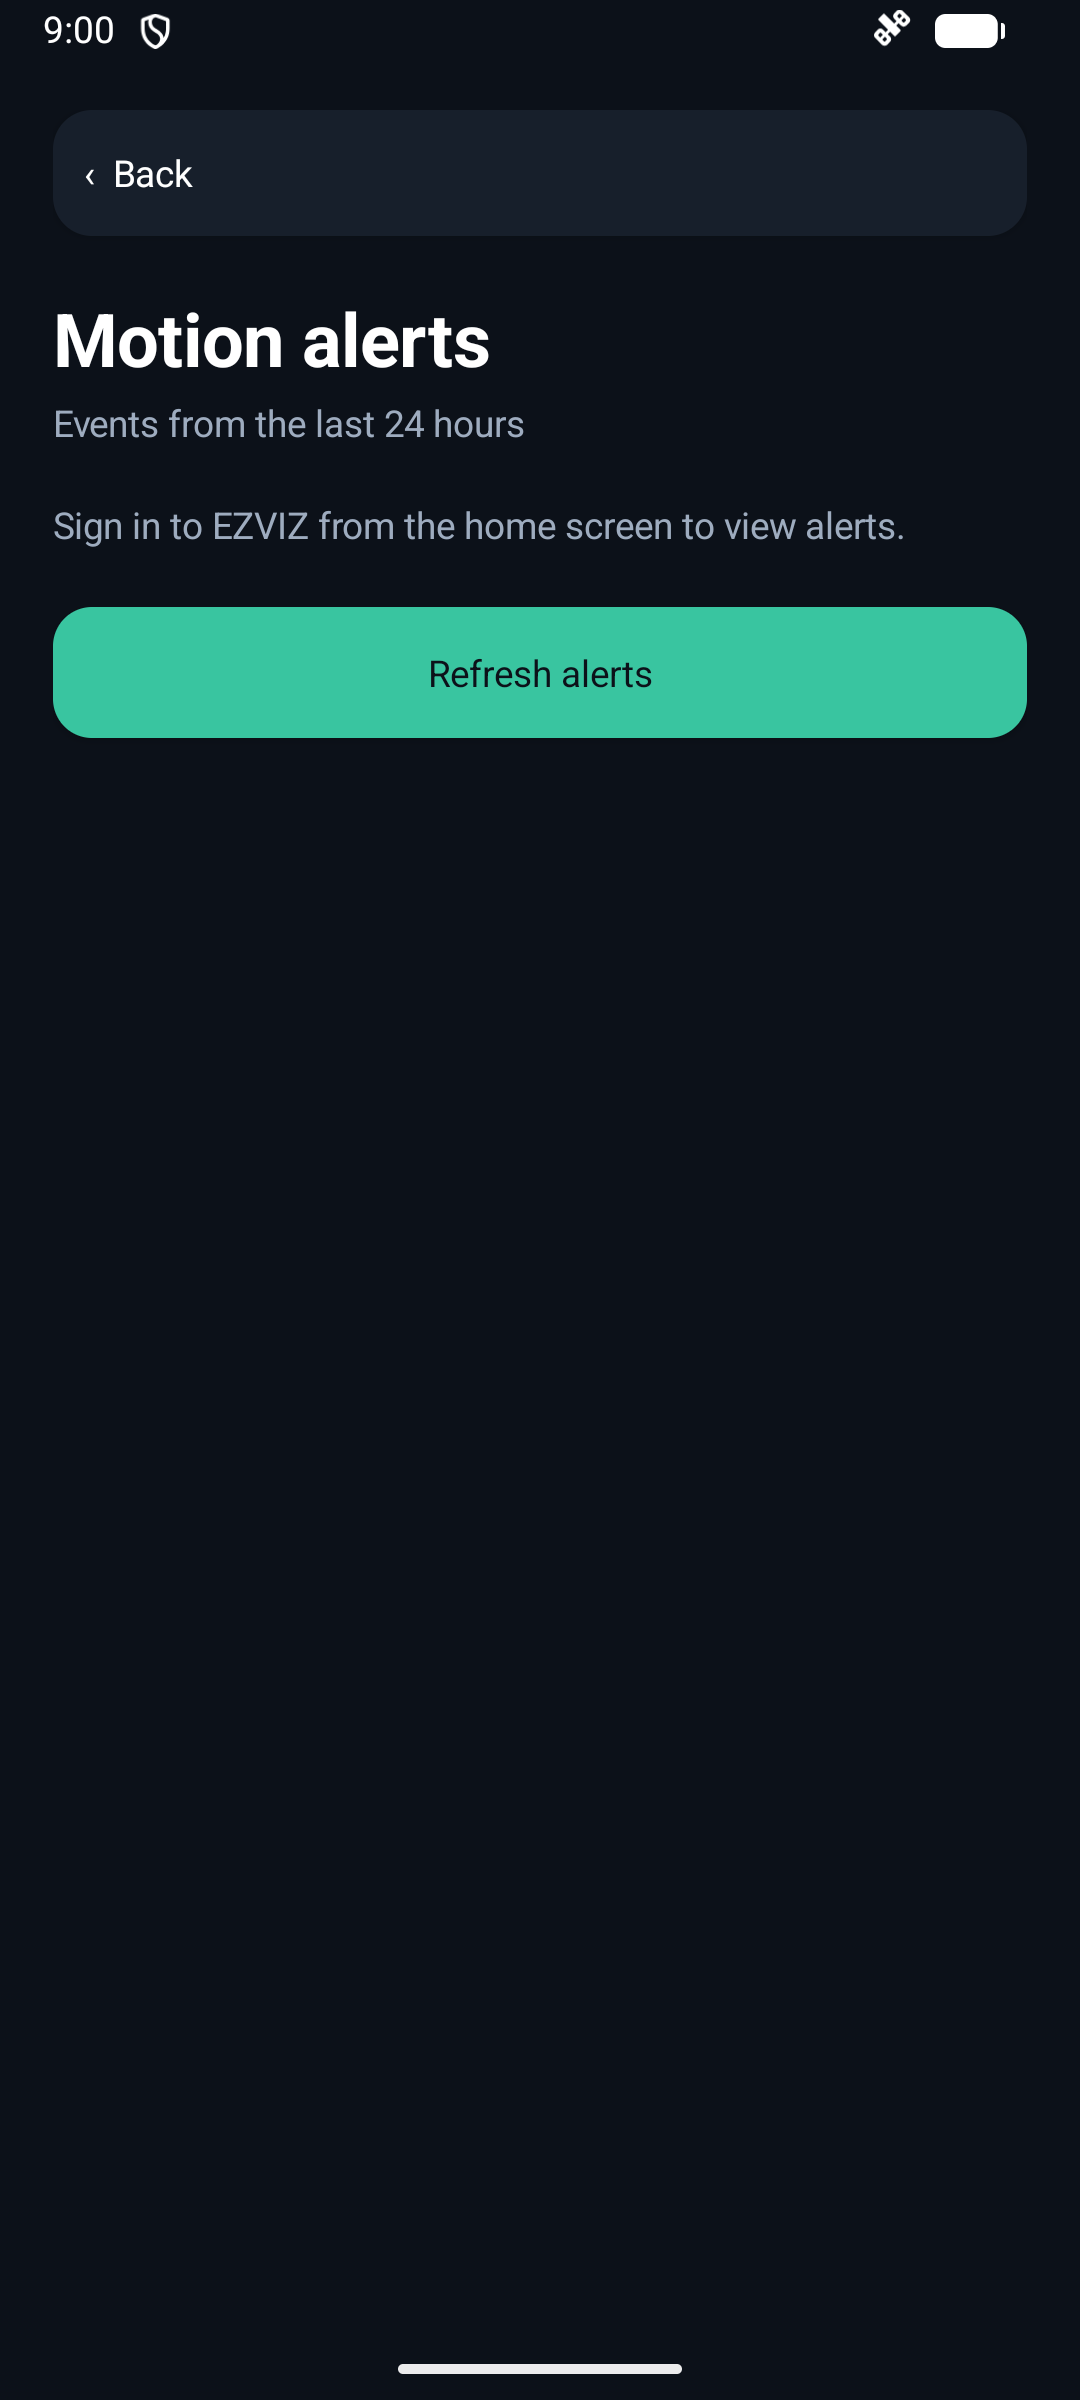 9:00
‹ Back
Motion alerts
Events from the last 24 hours
Sign in to EZVIZ from the home screen to view alerts.
Refresh alerts